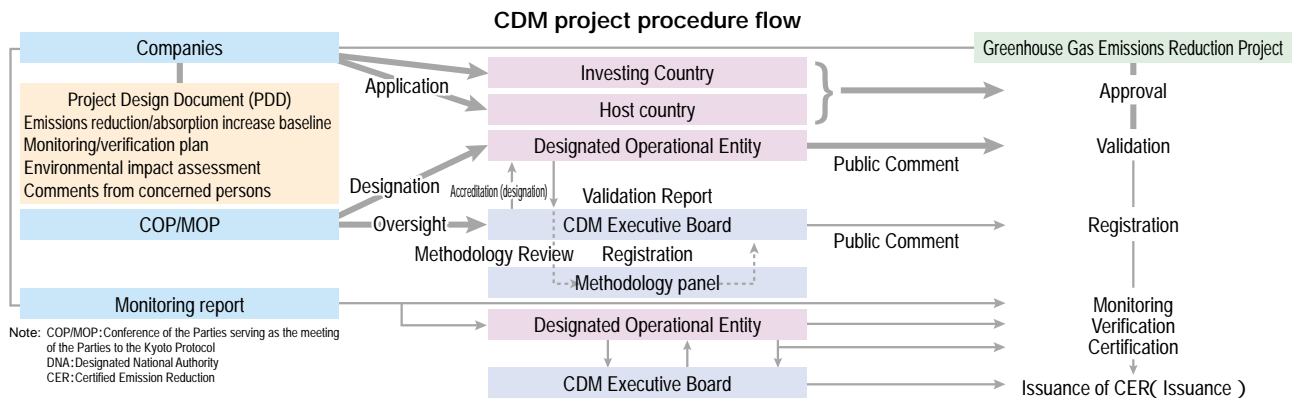 CDM project procedure flow
Companies
Greenhouse Gas Emissions Reduction Project
Investing Country
Application
Host country
Approval
Project Design Document (PDD)
Emissions reduction/absorption increase baseline
Monitoring/verification plan
Environmental impact assessment
Comments from concerned persons
Designated Operational Entity
Public Comment
Validation
Designation
Accreditation (designation)
Validation Report
COP/MOP
Oversight
CDM Executive Board
Public Comment
Registration
Methodology Review
Registration
Methodology panel
Monitoring report
Monitoring
Designated Operational Entity
Verification
Certification
CDM Executive Board
Issuance of CER( Issuance )
Note: COP/MOP:Conference of the Parties serving as the meeting
of the Parties to the Kyoto Protocol
DNA:Designated National Authority
CER:Certified Emission Reduction